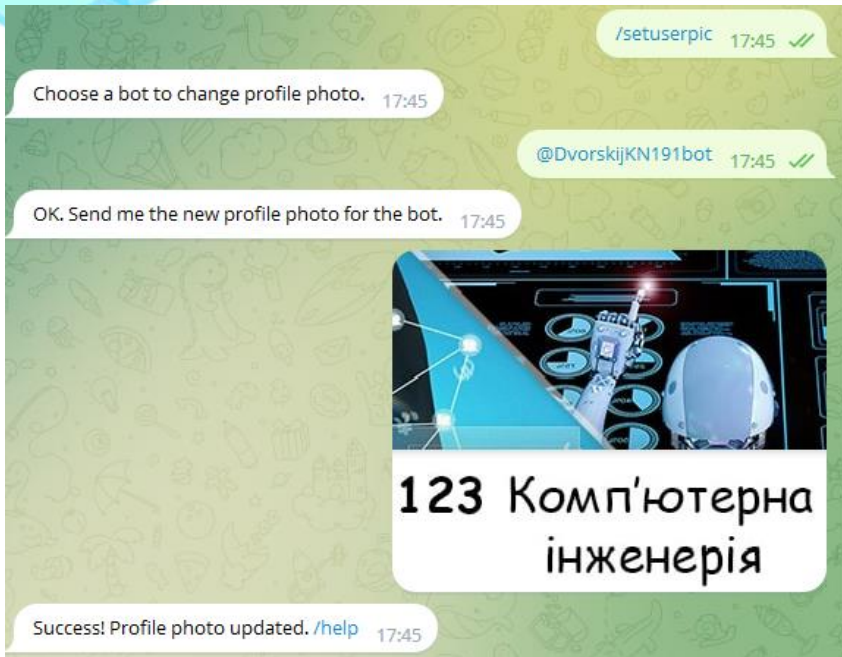 /setuserpic 17:45
Choose a bot to change profile photo. 17:45
@DvorskijKN191bot 17:45
OK. Send me the new profile photo for the bot. 17:45
123 Комп'ютерна
інженерія
Success! Profile photo updated. /help 17:45